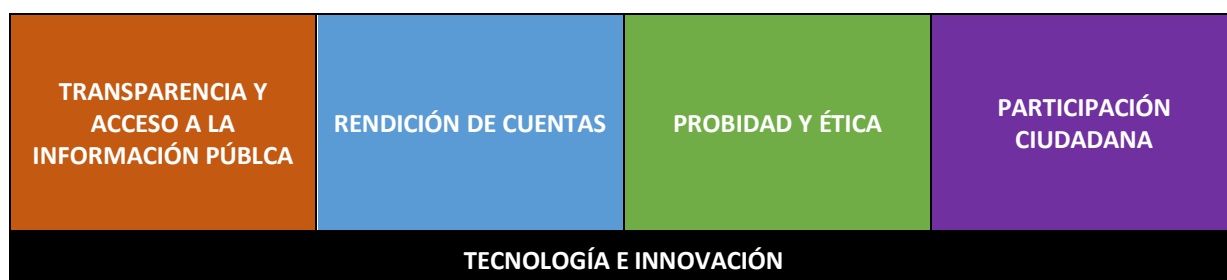 TRANSPARENCIA Y
ACCESO A LA
INFORMACIÓN PÚBLCA
RENDICIÓN DE CUENTAS
PROBIDAD Y ÉTICA
PARTICIPACIÓN
CIUDADANA
TECNOLOGÍA E INNOVACIÓN